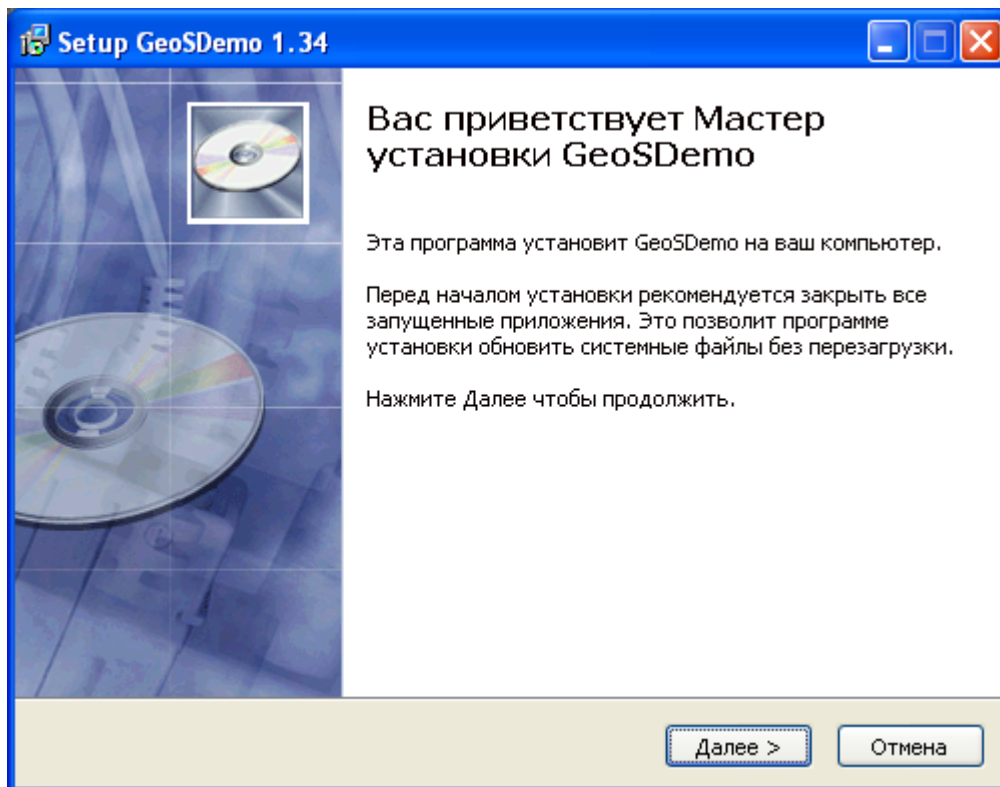 Setup GeoSDemo 1.34
Вас приветствует Мастер
установки GeoSDemo
Эта программа установит GeoSDemo на ваш компьютер.
Перед началом установки рекомендуется закрыть все
запущенные приложения. Это позволит программе
установки обновить системные файлы без перезагрузки.
Нажмите Далее чтобы продолжить.
Далее >
Отмена